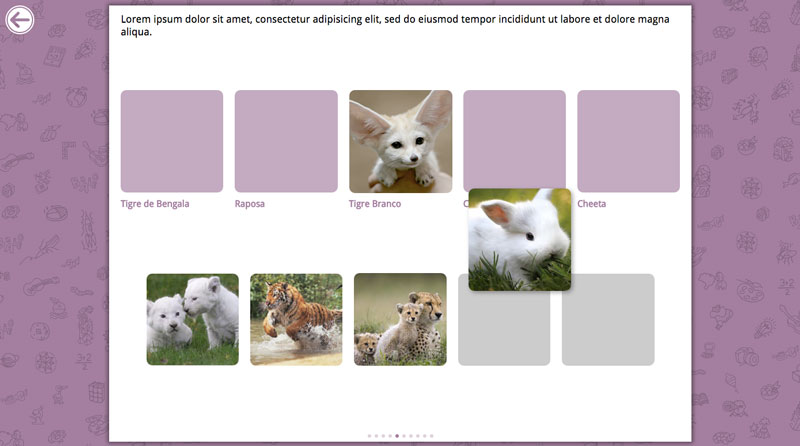 Lorem ipsum dolor sit amet, consectetur adipisicing elit, sed do eiusmod tempor incididunt ut labore et dolore magna
aliqua.
Tigre de Bengala
Raposa
Tigre Branco
Cheeta